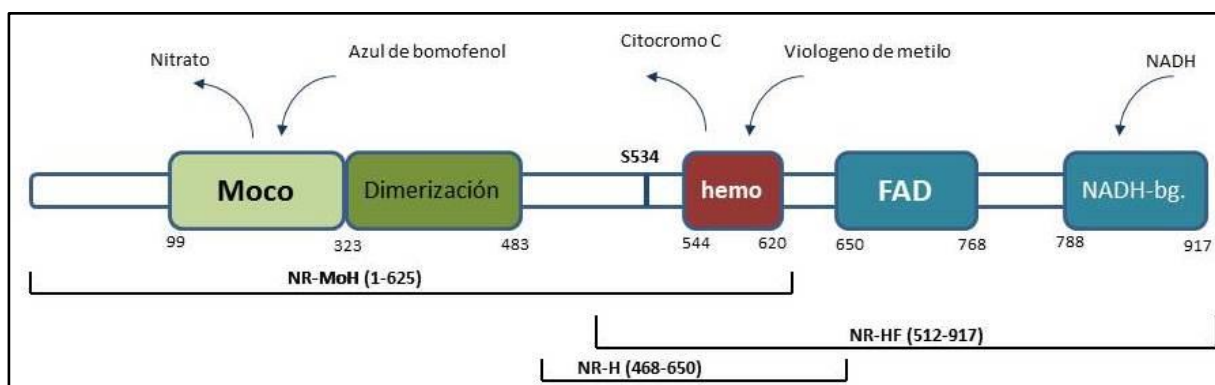 Nitrato
Azul de bomofenol
Citocromo C
Viologeno de metilo
NADH
S534
Moco
Dimerización
hemo
FAD
NADH-bg.
99
323
483
544
620
650
768
788
917
NR-MoH (1-625)
NR-HF (512-917)
NR-H (468-650)